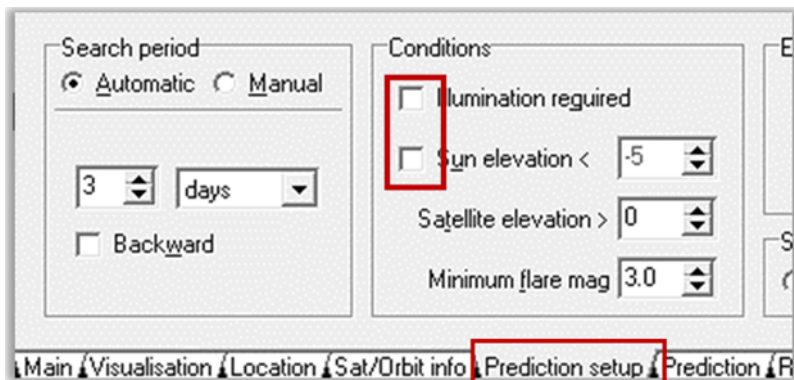 Search period
Automatic Manual
3 days
Backward
Conditions
Illumination reguired
Sun elevation < -5
Satellite elevation > 0
Minimum flare mag 3.0
E
S
Main Visualisation Location Sat/Orbit info Prediction setup Prediction R